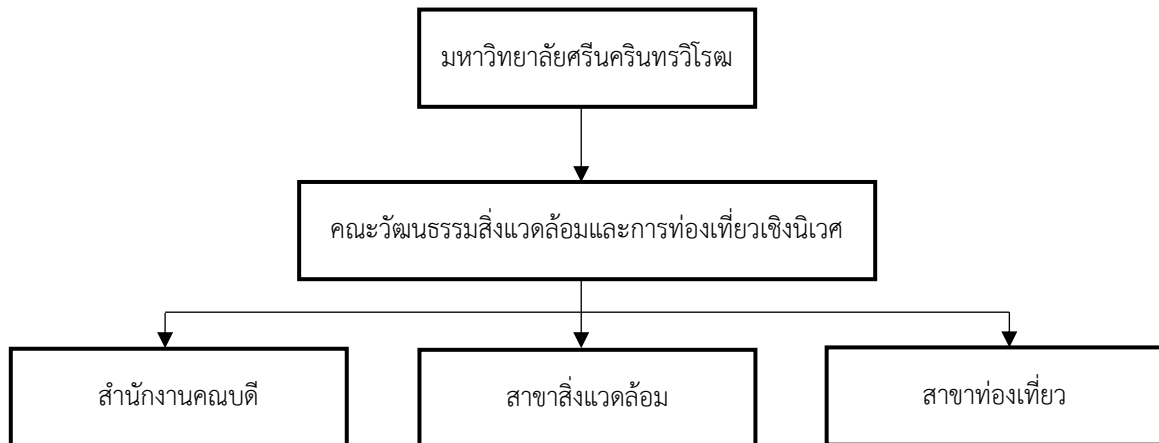 มหาวิทยาลัยศรีนครินทรวิโรฒ
คณะวัฒนธรรมสิ่งแวดล้อมและการท่องเที่ยวเชิงนิเวศ
สำนักงานคณบดี
สาขาสิ่งแวดล้อม
สาขาท่องเที่ยว